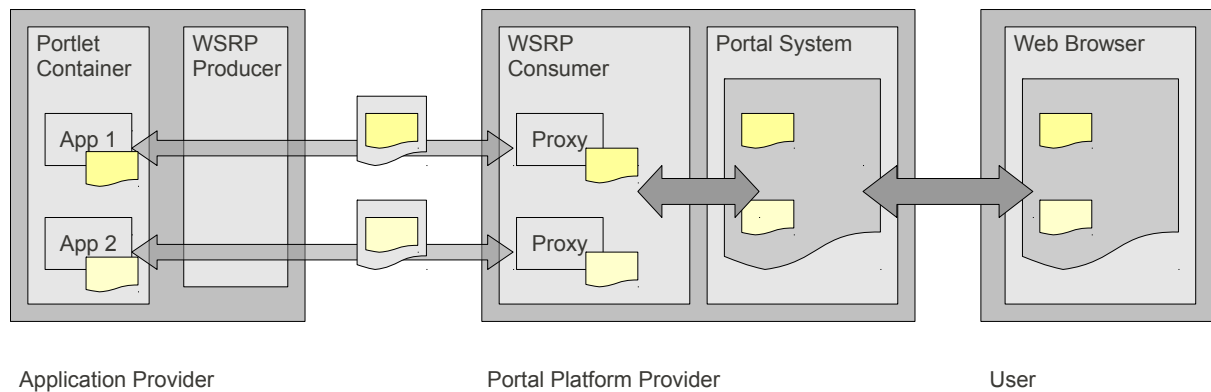 Portlet
Container
WSRP
Producer
App 1
App 2
WSRP
Consumer
Proxy
Proxy
Portal System
Web Browser
Application Provider
Portal Platform Provider
User